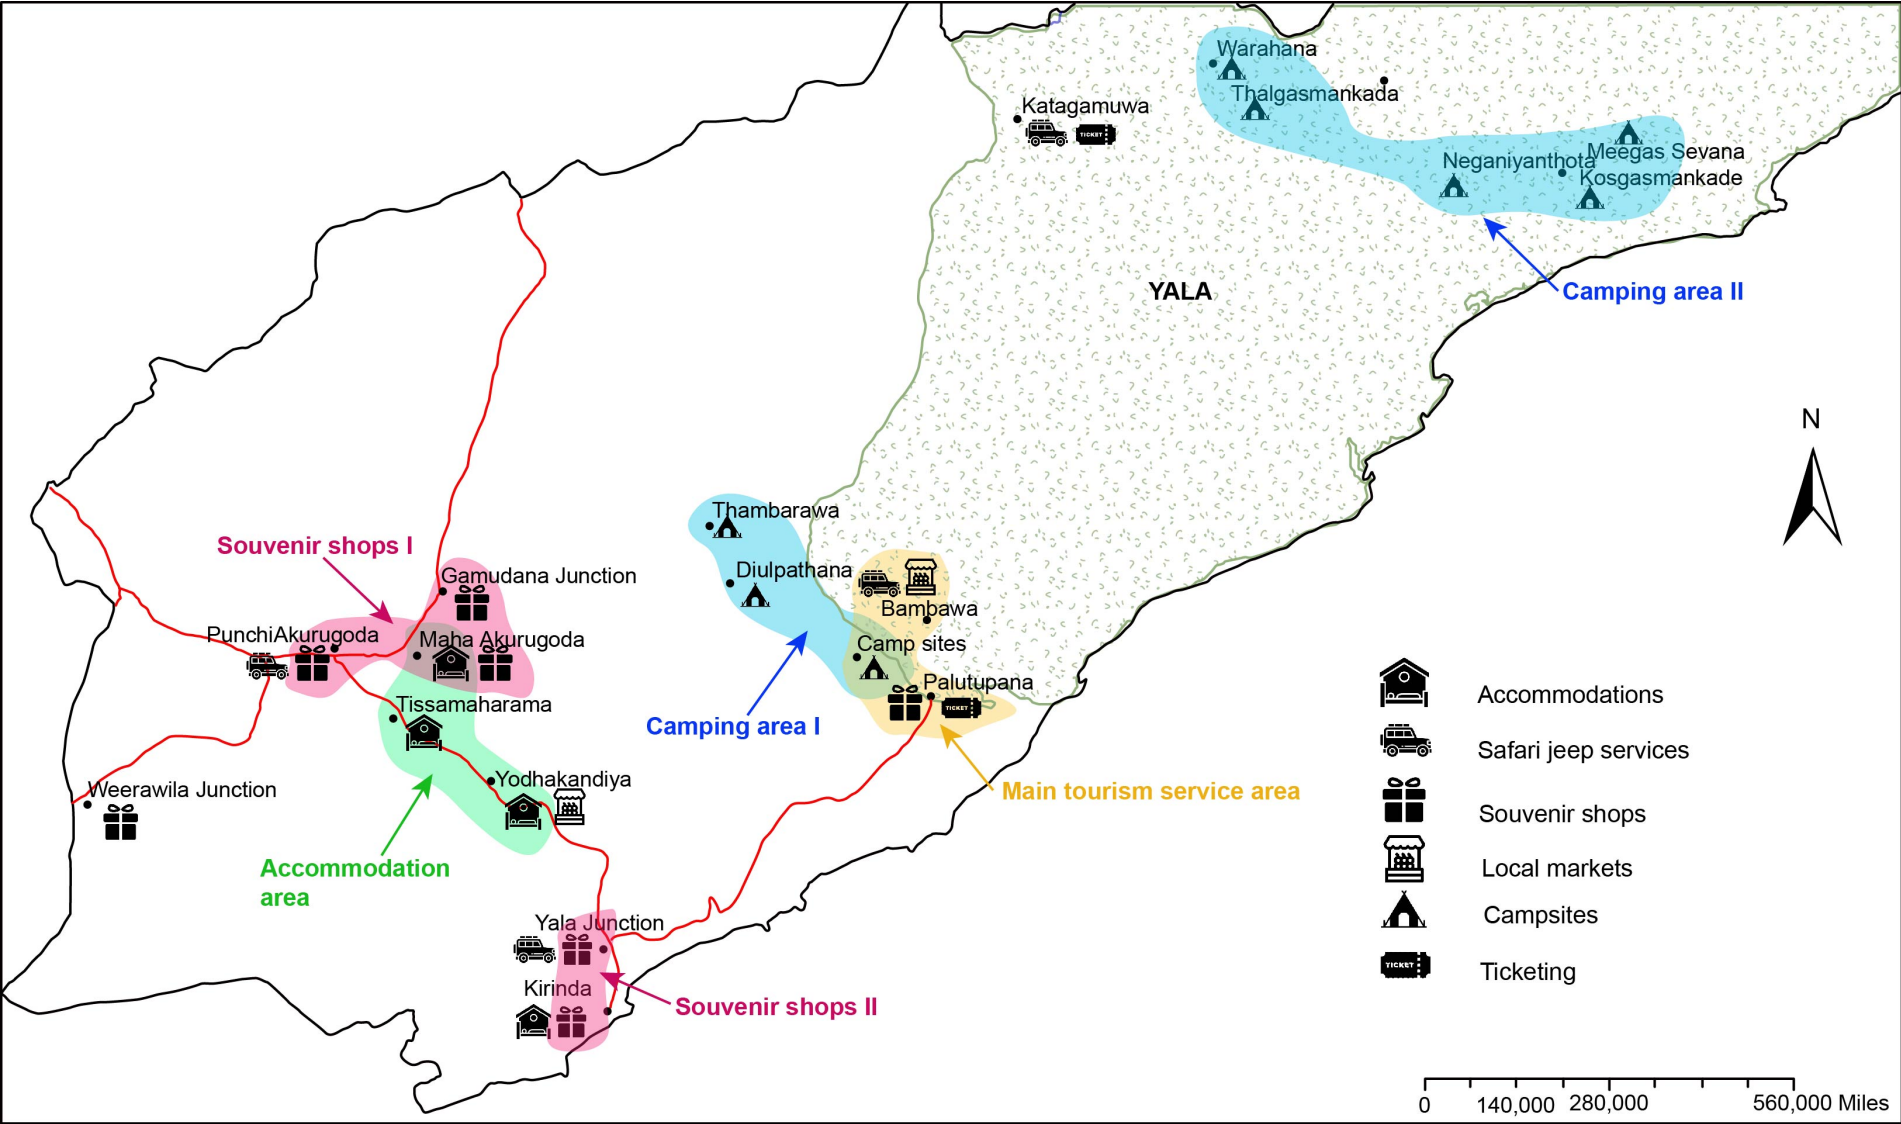 Warahana
Thalgasmankada
Katagamuwa
TICKET
Neganiyanthota
Meegas Sevana
Kosgasmankade
YALA
Camping area II
N
Thambarawa
Souvenir shops I
Diulpathana
Gamudana Junction
Bambawa
PunchiAkurugoda
Maha Akurugoda
Camp sites
Palutupana
TICKET
Tissamaharama
Camping area I
Yodhakandiya
Weerawila Junction
Main tourism service area
Accommodation
area
Yala Junction
Kirinda
Souvenir shops II
Accommodations
Safari jeep services
Souvenir shops
Local markets
Campsites
TICKET
Ticketing
0 140,000 280,000 560,000 Miles